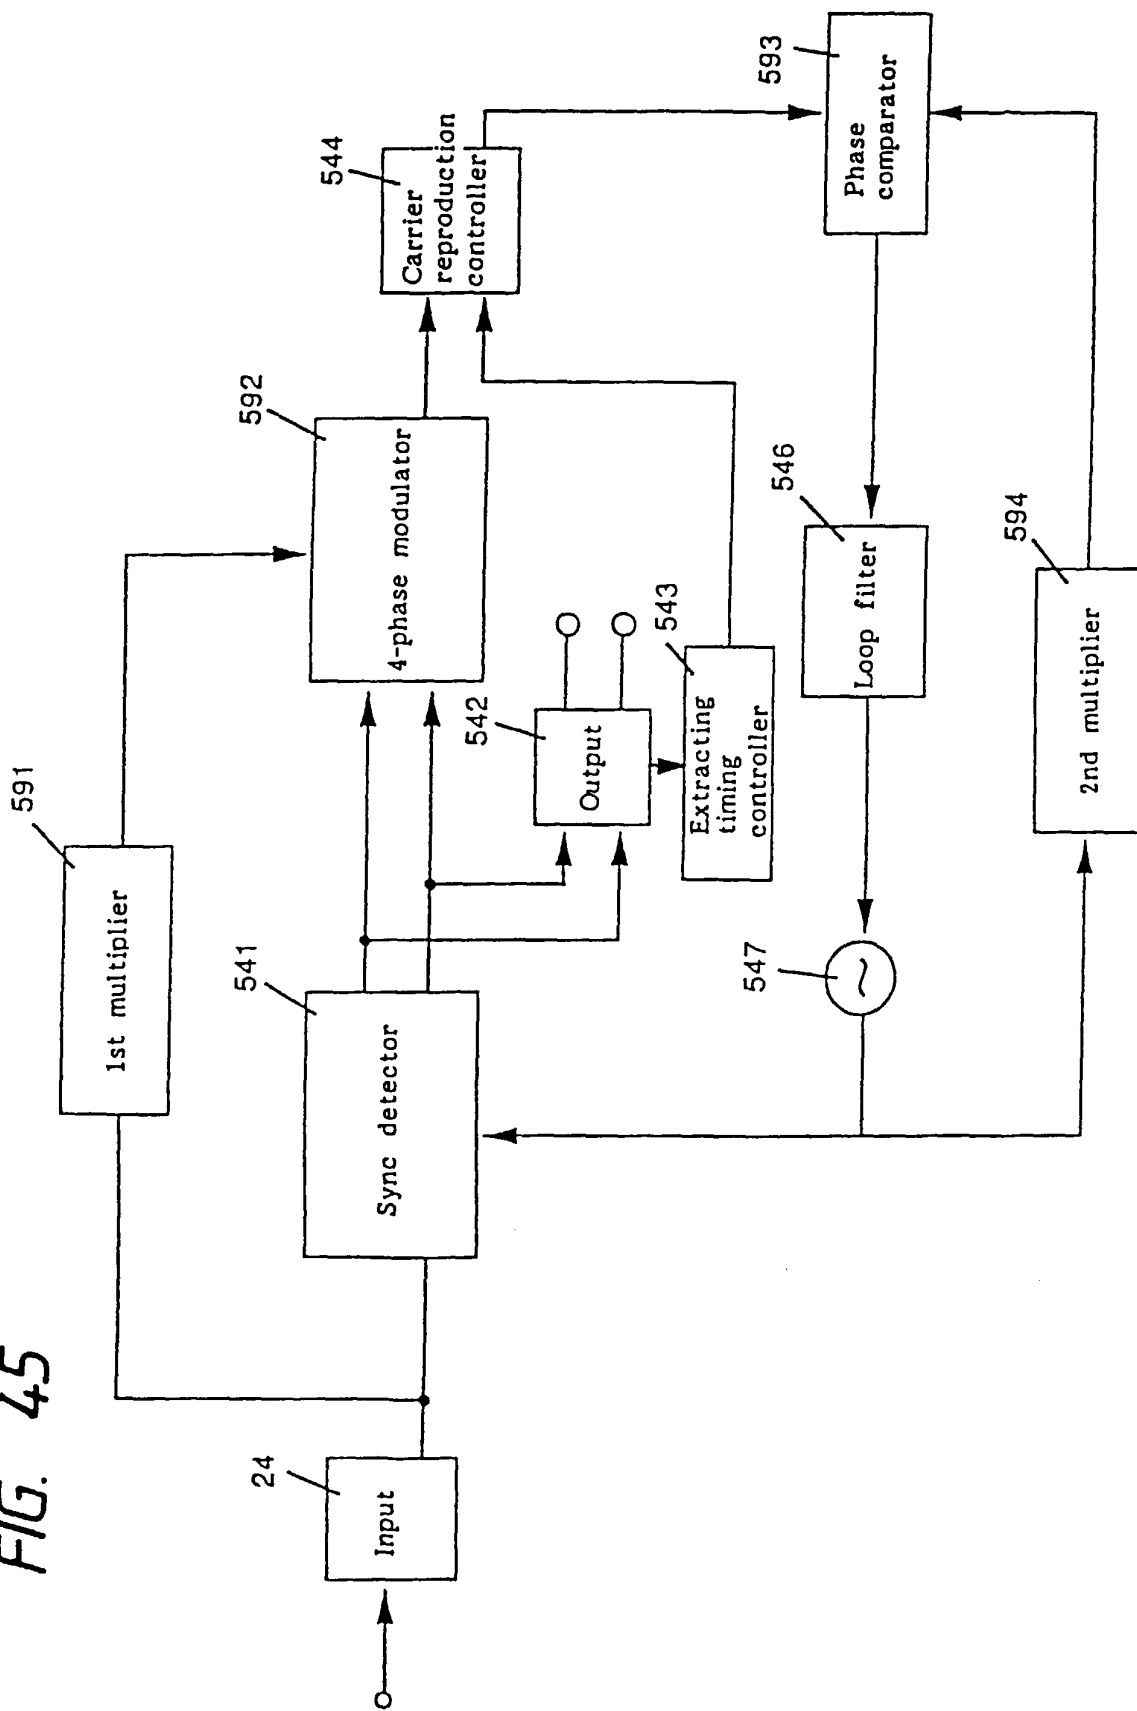 FIG. 45
591
1st multiplier
592
4-phase modulator
544
Carrier
reproduction
controller
593
Phase
comparator
541
Sync detector
24
Input
542
Output
543
Extracting
timing
controller
546
Loop filter
547
~
594
2nd multiplier